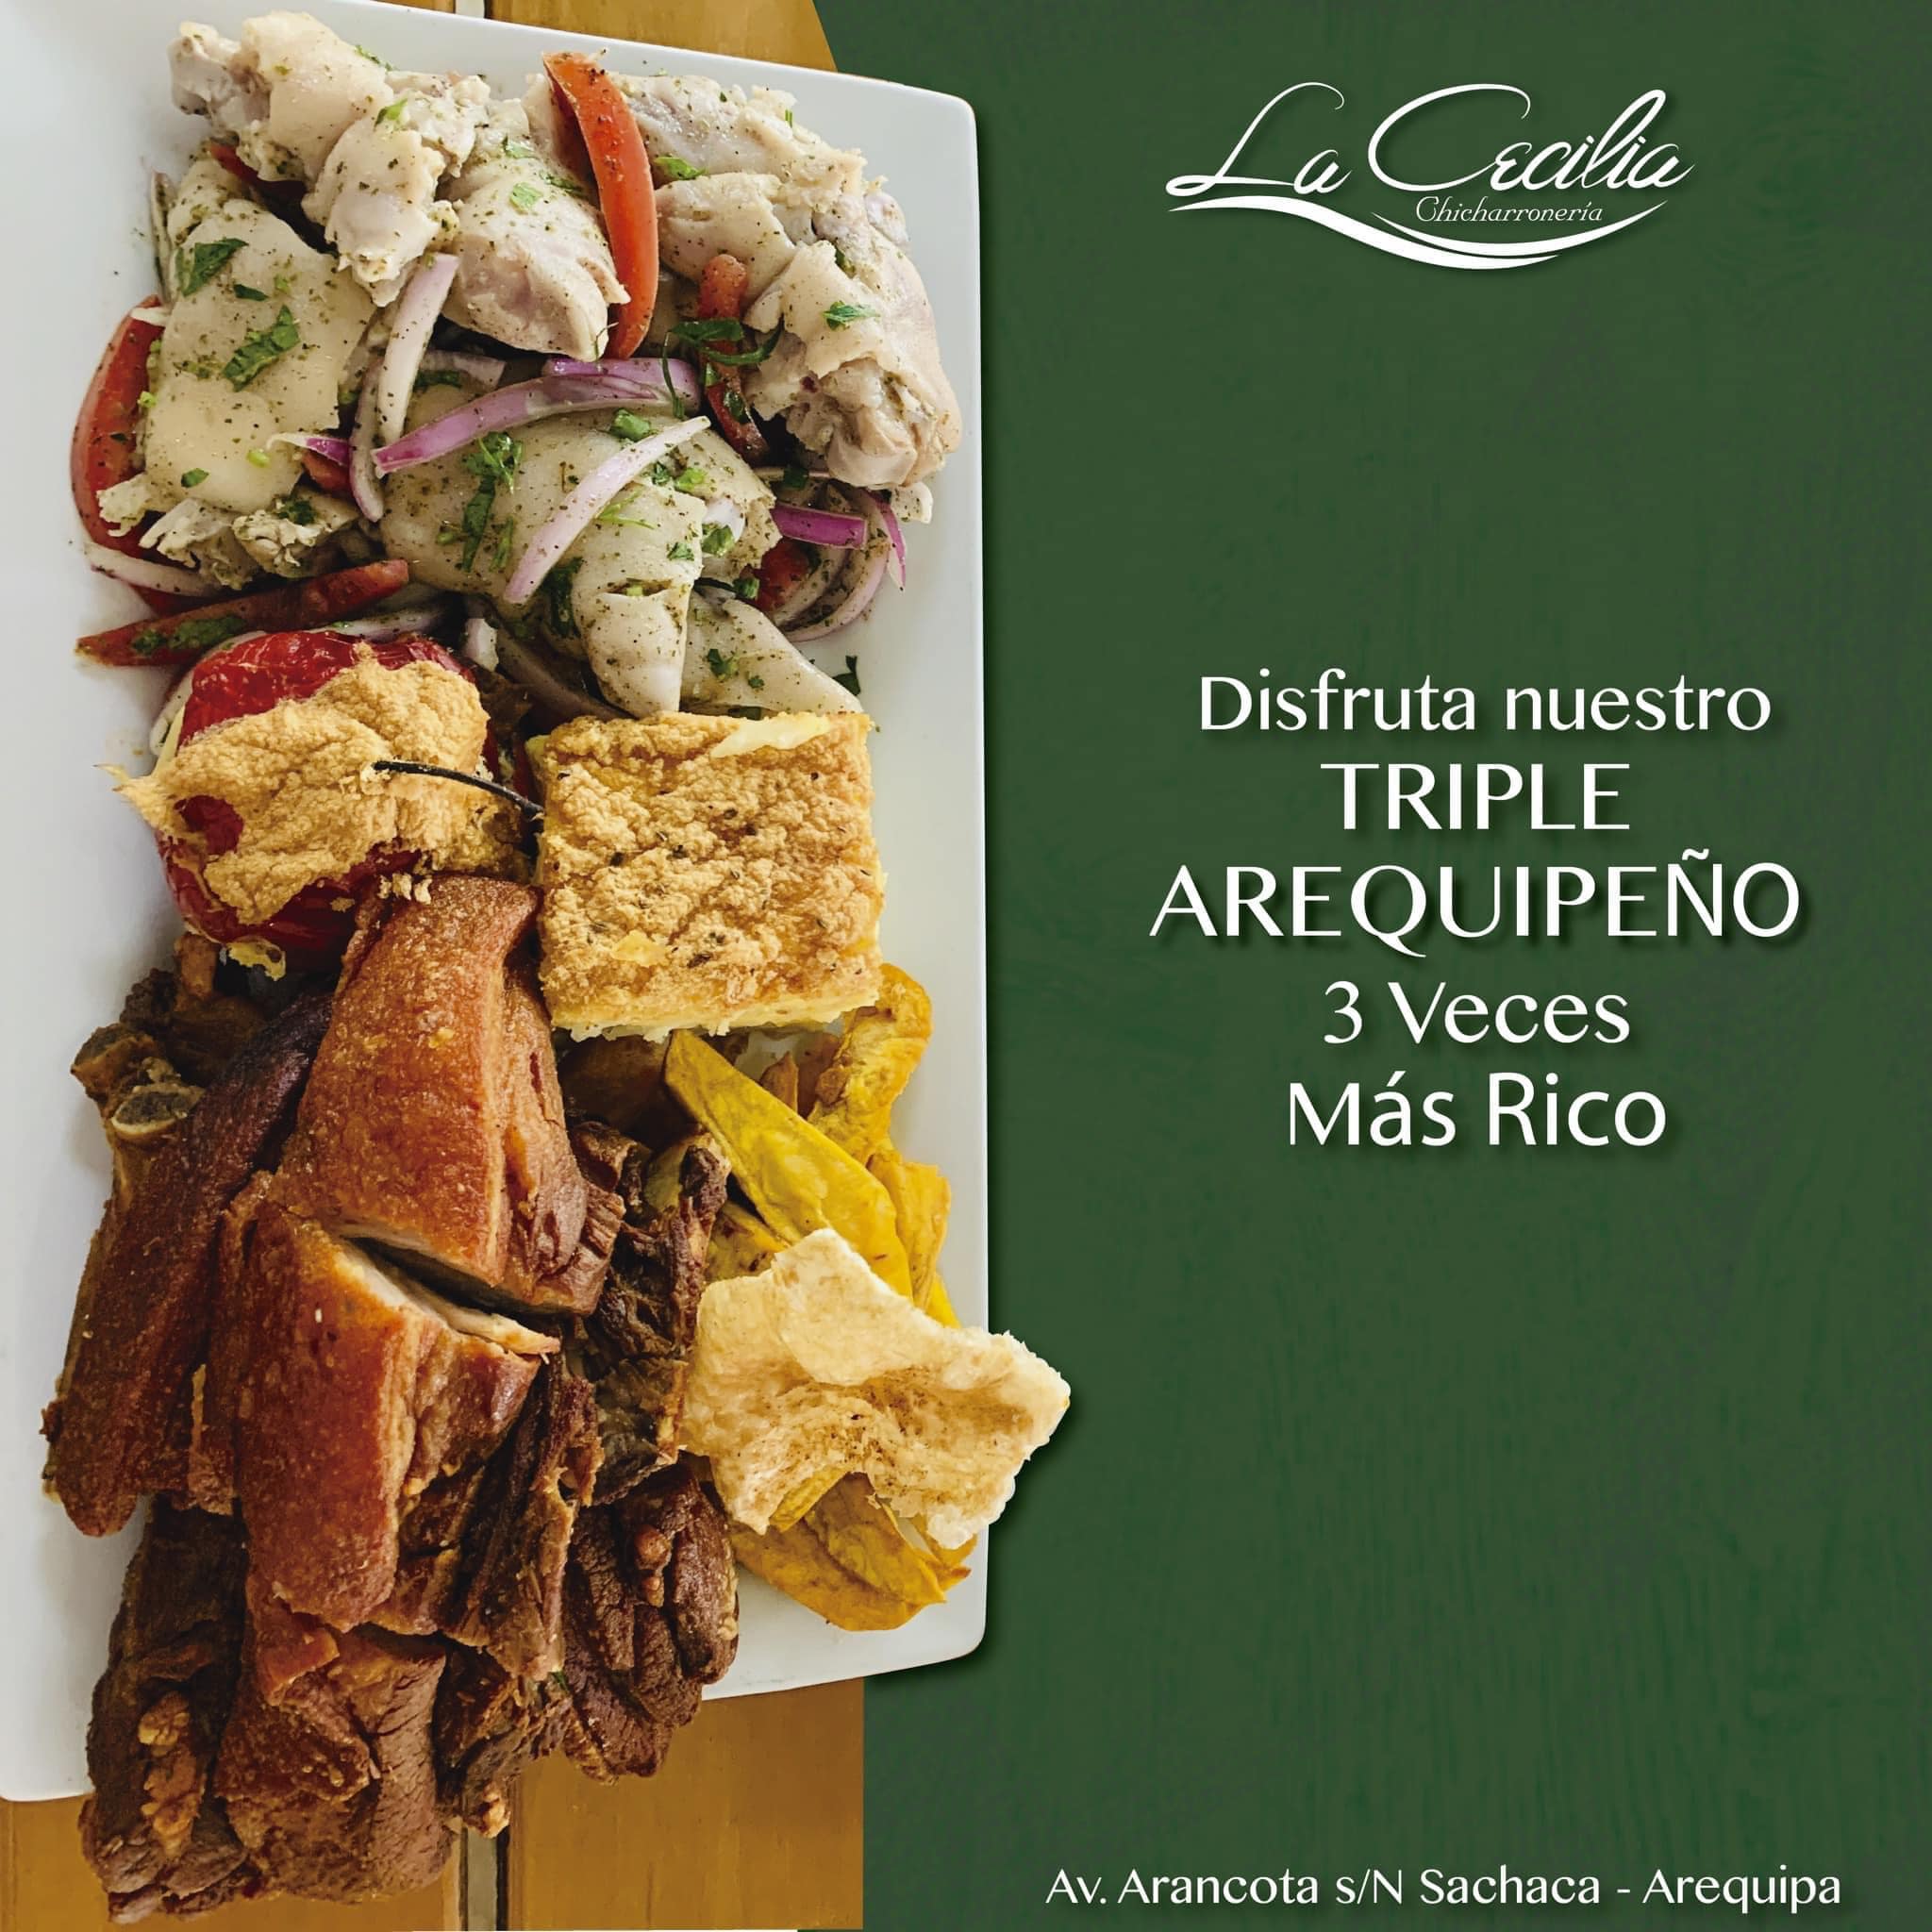 La Cecilia
Chicharronería
Disfruta nuestro
TRIPLE
AREQUIPEÑO
3 Veces
Más Rico
Av. Arancota s/N Sachaca - Arequipa